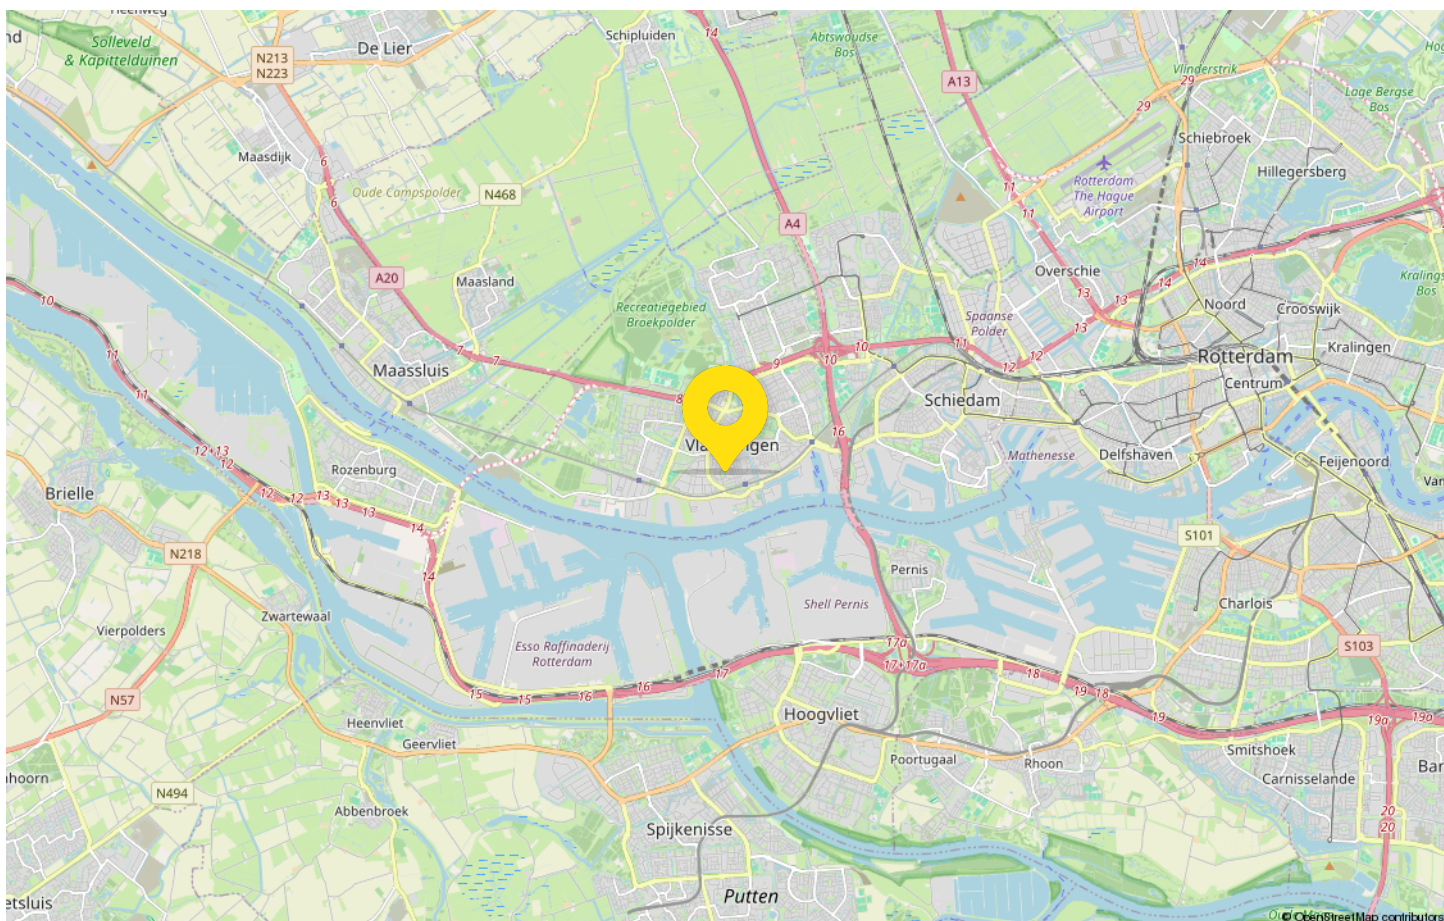 Heenweg
De Lier
Solleveld
& Kapittelduinen
N213
N223
Schipluiden
14
Abtswoudse
Bos
A13
Vlinderstrik
29
Lage Bergse
Bos
29
Schiebroek
Hillegersberg
Maasdijk
6
6
Oude Campspolder
N468
11
11
Rotterdam
The Hague
Airport
A4
A20
Maasland
Overschie
14
14
13
13
13
Noord
Crooswijk
Kralings
Bos
Recreatiegebied
Broekpolder
Spaanse
Polder
10
11
11
7
7
9
10
10
11
12
12
Rotterdam
Kralingen
Centrum
Maassluis
8
Schiedam
16
Vlaardingen
Mathenesse
Delfshaven
Feijenoord
12+13
12
Rozenburg
Brielle
12
12
13
13
13
14
N218
S101
14
Pernis
Zwartewaal
Shell Pernis
Charlois
Vierpolders
Esso Raffinaderij
Rotterdam
17a
17+17a
S103
N57
15
15
16
16
17
18
19
18
19
19a
19a
Heenvliet
Geervliet
Hoogvliet
Poortugaal
Rhoon
Smitshoek
Carnisselande
N494
Abbenbroek
Spijkenisse
20
20
Putten
© OpenStreetMap contributors